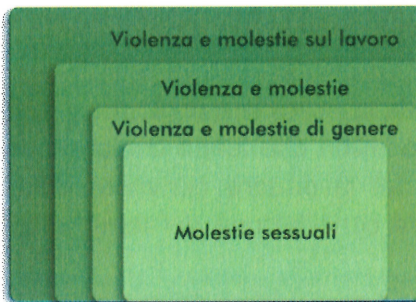 Violenza e molestie sul lavoro
Violenza e molestie
Violenza e molestie di genere
Molestie sessuali